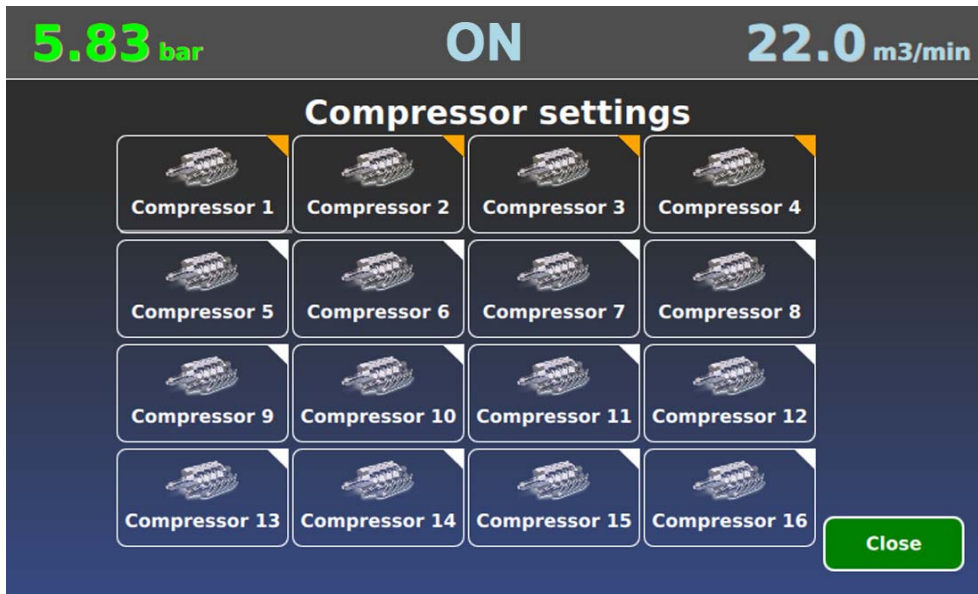 5.83 bar ON 22.0 m3/min
Compressor settings
Compressor 1 Compressor 2 Compressor 3 Compressor 4
Compressor 5 Compressor 6 Compressor 7 Compressor 8
Compressor 9 Compressor 10 Compressor 11 Compressor 12
Compressor 13 Compressor 14 Compressor 15 Compressor 16
Close